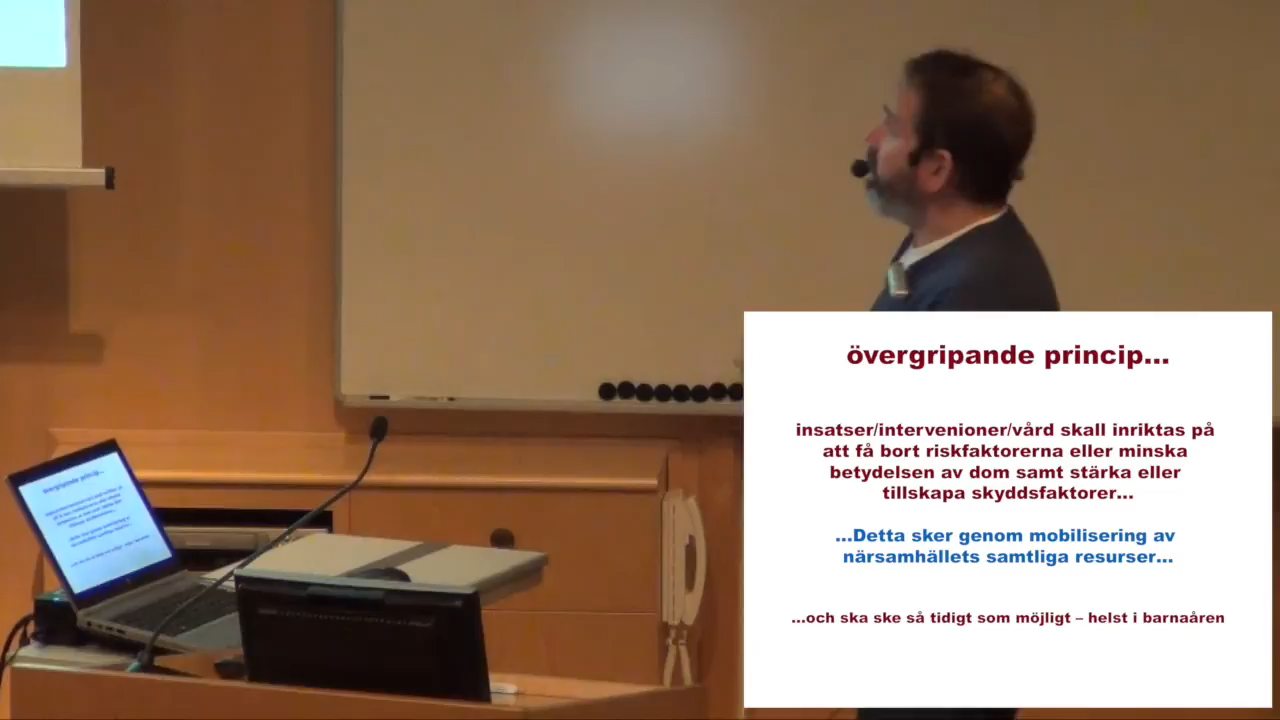 övergripande princip...
insatser/intervenioner/vård skall inriktas på
att få bort riskfaktorerna eller minska
betydelsen av dom samt stärka eller
tillskapa skyddsfaktorer...
...Detta sker genom mobilisering av
närsamhällets samtliga resurser...
...och ska ske så tidigt som möjligt – helst i barnaåren
övergripande princip...